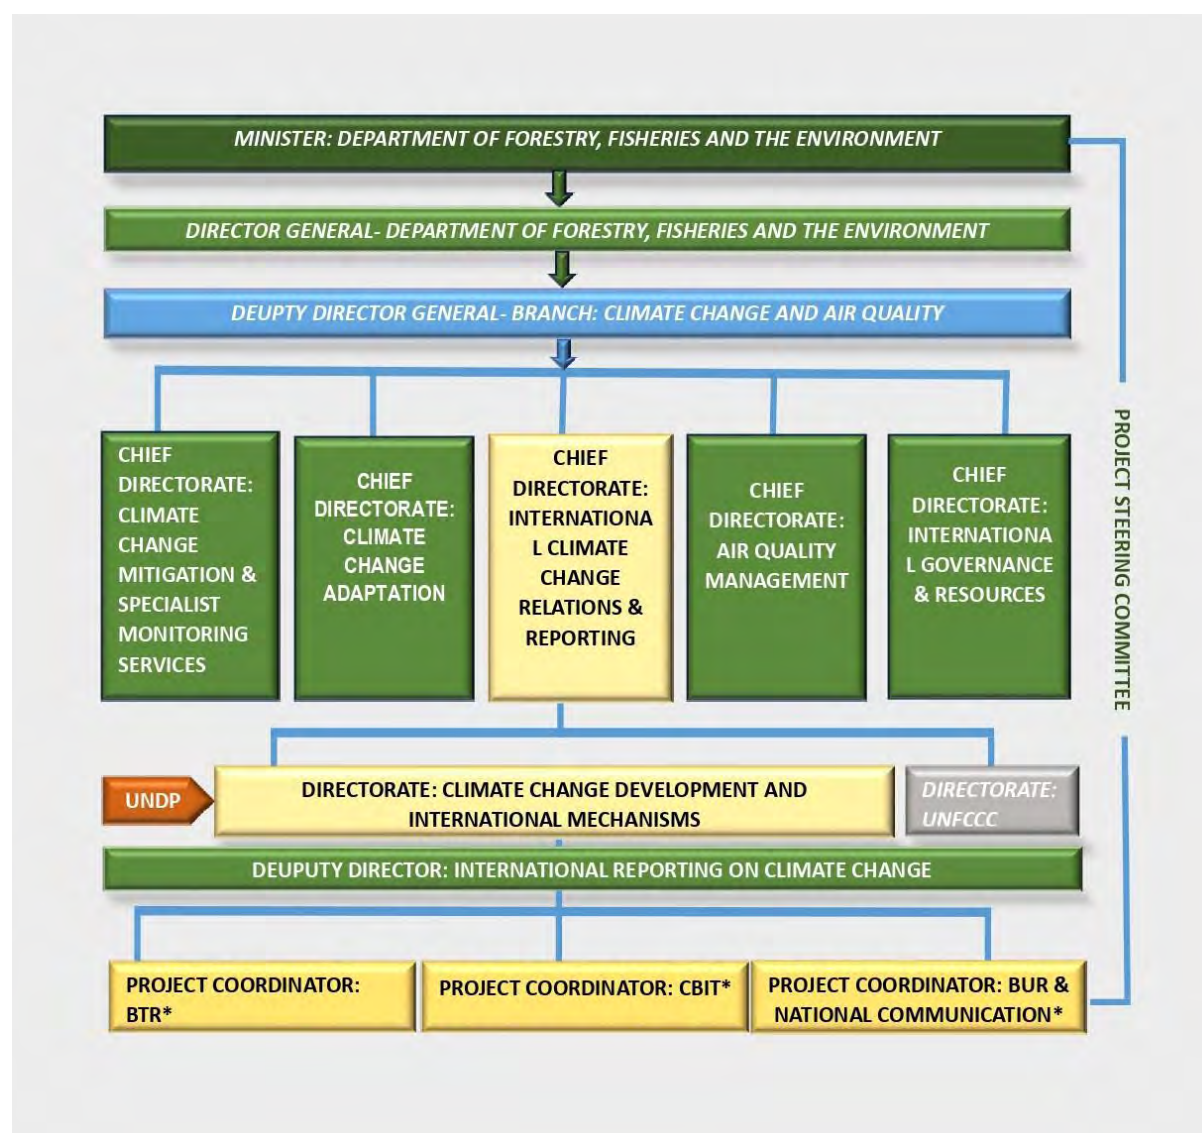 MINISTER: DEPARTMENT OF FORESTRY, FISHERIES AND THE ENVIRONMENT
DIRECTOR GENERAL- DEPARTMENT OF FORESTRY, FISHERIES AND THE ENVIRONMENT
DEUPTY DIRECTOR GENERAL- BRANCH: CLIMATE CHANGE AND AIR QUALITY
CHIEF
DIRECTORATE:
CLIMATE
CHANGE
MITIGATION &
SPECIALIST
MONITORING
SERVICES
CHIEF
DIRECTORATE:
CLIMATE
CHANGE
ADAPTATION
CHIEF
DIRECTORATE:
INTERNATIONA
L CLIMATE
CHANGE
RELATIONS &
REPORTING
CHIEF
DIRECTORATE:
AIR QUALITY
MANAGEMENT
CHIEF
DIRECTORATE:
INTERNATIONA
L GOVERNANCE
& RESOURCES
PROJECT STEERING COMMITTEE
UNDP
DIRECTORATE: CLIMATE CHANGE DEVELOPMENT AND
INTERNATIONAL MECHANISMS
DIRECTORATE:
UNFCCC
DEUPUTY DIRECTOR: INTERNATIONAL REPORTING ON CLIMATE CHANGE
PROJECT COORDINATOR:
BTR*
PROJECT COORDINATOR: CBIT*
PROJECT COORDINATOR: BUR &
NATIONAL COMMUNICATION*